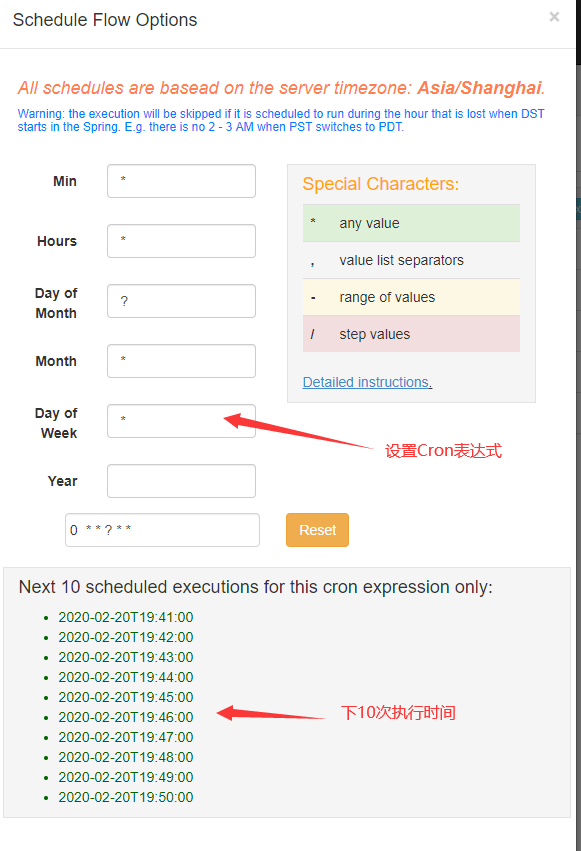 Schedule Flow Options
×
All schedules are basead on the server timezone: Asia/Shanghai.
Warning: the execution will be skipped if it is scheduled to run during the hour that is lost when DST
starts in the Spring. E.g. there is no 2 - 3 AM when PST switches to PDT.
Min *
Hours *
Day of
Month ?
Month *
Day of
Week *
Year
0 * * ? * *
Reset
Special Characters:
* any value
, value list separators
- range of values
/ step values
Detailed instructions.
设置Cron表达式
Next 10 scheduled executions for this cron expression only:
• 2020-02-20T19:41:00
• 2020-02-20T19:42:00
• 2020-02-20T19:43:00
• 2020-02-20T19:44:00
• 2020-02-20T19:45:00
• 2020-02-20T19:46:00
• 2020-02-20T19:47:00
• 2020-02-20T19:48:00
• 2020-02-20T19:49:00
• 2020-02-20T19:50:00
下10次执行时间